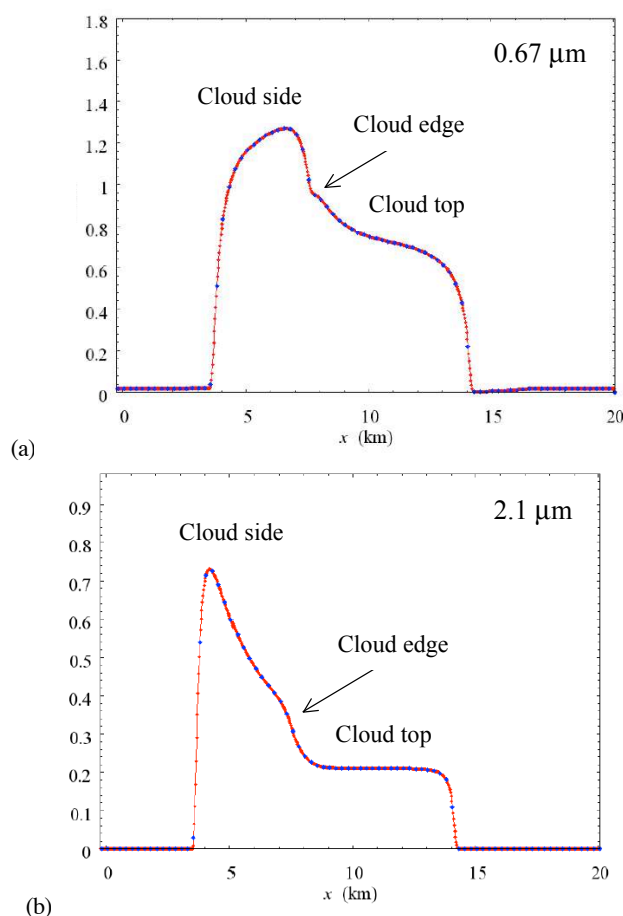 1.8
0.67 µm
1.6
Cloud side
1.4
Cloud edge
1.2
1
Cloud top
0.8
0.6
0.4
0.2
0
0 5 10 15 20
x (km)
(a)
2.1 µm
0.9
Cloud side
0.8
0.7
0.6
Cloud edge
0.5
0.4
Cloud top
0.3
0.2
0.1
0
0 5 10 15 20
x (km)
(b)